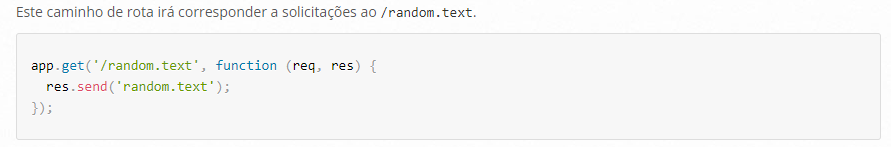 Este caminho de rota irá corresponder a solicitações ao /random.text.
app.get('/random.text', function (req, res) {
  res.send('random.text');
});